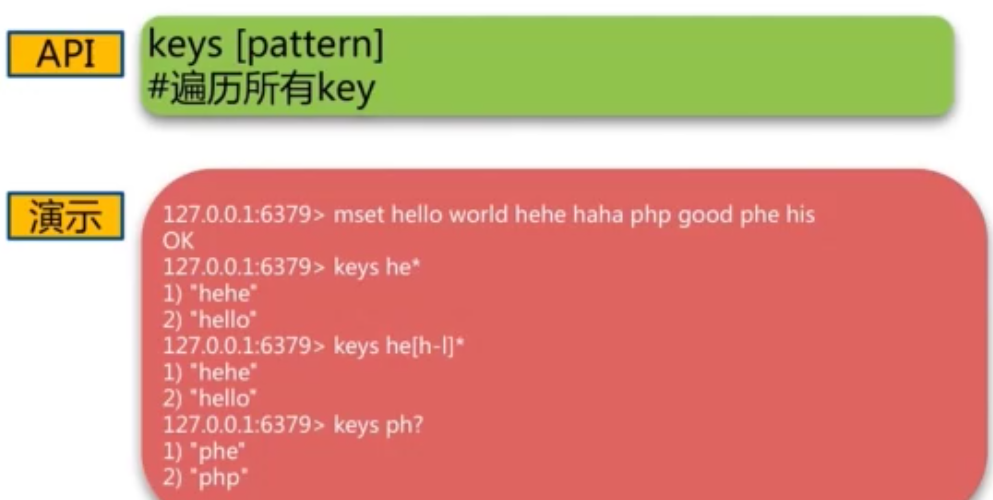 API
keys [pattern]
#遍历所有key
演示
127.0.0.1:6379> mset hello world hehe haha php good phe his
OK
127.0.0.1:6379> keys he*
1) "hehe"
2) "hello"
127.0.0.1:6379> keys he[h-l]*
1) "hehe"
2) "hello"
127.0.0.1:6379> keys ph?
1) "phe"
2) "php"